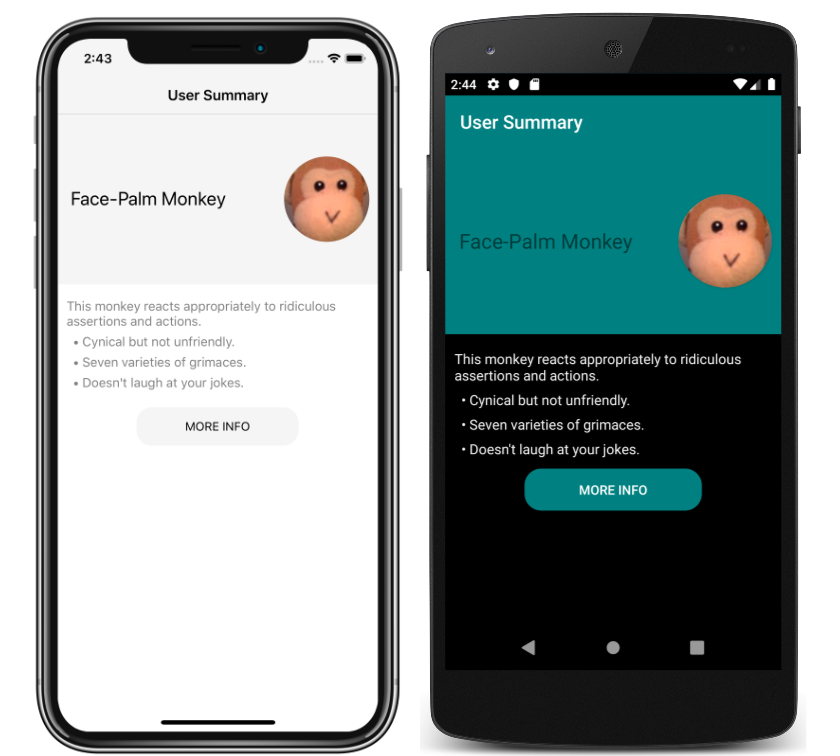 2:43
User Summary
Face-Palm Monkey
This monkey reacts appropriately to ridiculous
assertions and actions.
• Cynical but not unfriendly.
• Seven varieties of grimaces.
• Doesn't laugh at your jokes.
MORE INFO
2:44
User Summary
Face-Palm Monkey
This monkey reacts appropriately to ridiculous
assertions and actions.
• Cynical but not unfriendly.
• Seven varieties of grimaces.
• Doesn't laugh at your jokes.
MORE INFO